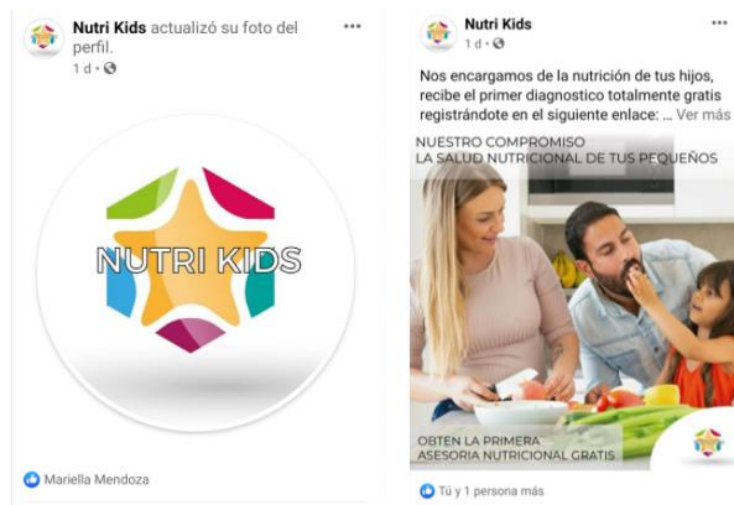 Nutri Kids actualizó su foto del
perfil.
1 d
NUTRI KIDS
Mariella Mendoza
Nutri Kids
1 d
Nos encargamos de la nutrición de tus hijos,
recibe el primer diagnostico totalmente gratis
registrándote en el siguiente enlace: ... Ver más
NUESTRO COMPROMISO
LA SALUD NUTRICIONAL DE TUS PEQUEÑOS
OBTEN LA PRIMERA
ASESORIA NUTRICIONAL GRATIS
Tú y 1 persona más